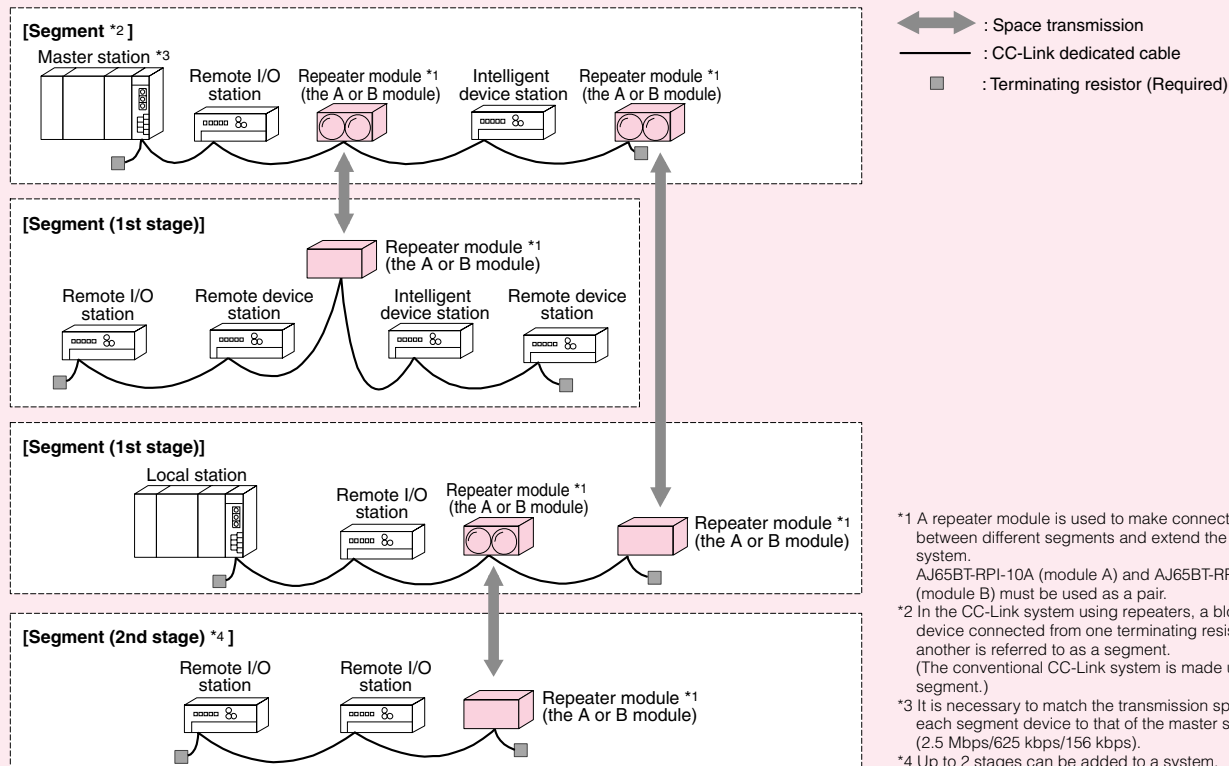 [Segment *2 ]
Master station *3
Remote I/O
station
Repeater module *1
(the A or B module)
Intelligent
device station
Repeater module *1
(the A or B module)
: Space transmission
: CC-Link dedicated cable
: Terminating resistor (Required)
[Segment (1st stage)]
Repeater module *1
(the A or B module)
Remote I/O
station
Remote device
station
Intelligent
device station
Remote device
station
[Segment (1st stage)]
Local station
Remote I/O
station
Repeater module *1
(the A or B module)
Repeater module *1
(the A or B module)
[Segment (2nd stage) *4 ]
Remote I/O
station
Remote I/O
station
Repeater module *1
(the A or B module)
*1 A repeater module is used to make connect
between different segments and extend the
system.
AJ65BT-RPI-10A (module A) and AJ65BT-RP
(module B) must be used as a pair.
*2 In the CC-Link system using repeaters, a blo
device connected from one terminating resis
another is referred to as a segment.
(The conventional CC-Link system is made u
segment.)
*3 It is necessary to match the transmission sp
each segment device to that of the master s
(2.5 Mbps/625 kbps/156 kbps).
*4 Up to 2 stages can be added to a system.